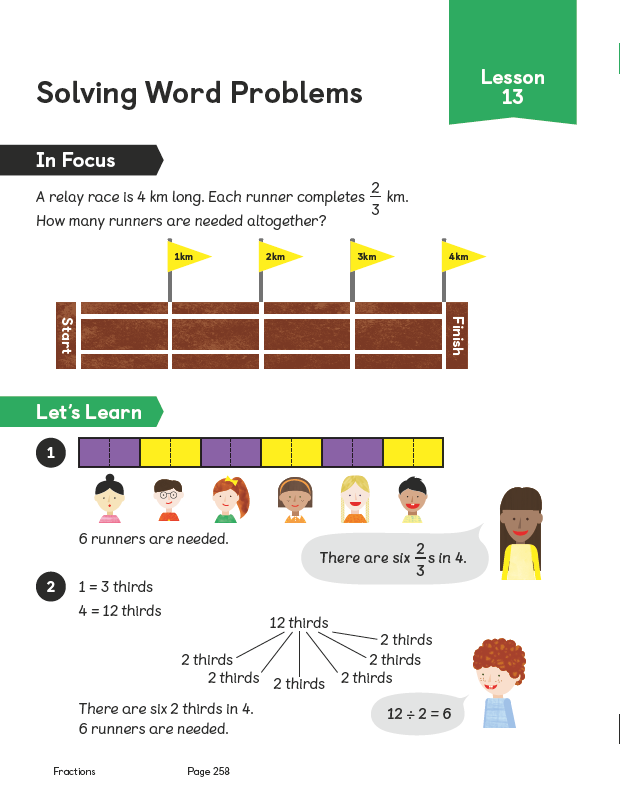 Solving Word Problems
Lesson
13
In Focus
A relay race is 4 km long. Each runner completes 2/3 km.
How many runners are needed altogether?
1km 2km 3km 4km
Start
Finish
Let's Learn
1
6 runners are needed.
There are six 2/3 s in 4.
2
1 = 3 thirds
4 = 12 thirds
12 thirds
2 thirds
2 thirds
2 thirds
2 thirds
2 thirds
2 thirds
There are six 2 thirds in 4.
6 runners are needed.
12 ÷ 2 = 6
Fractions Page 258